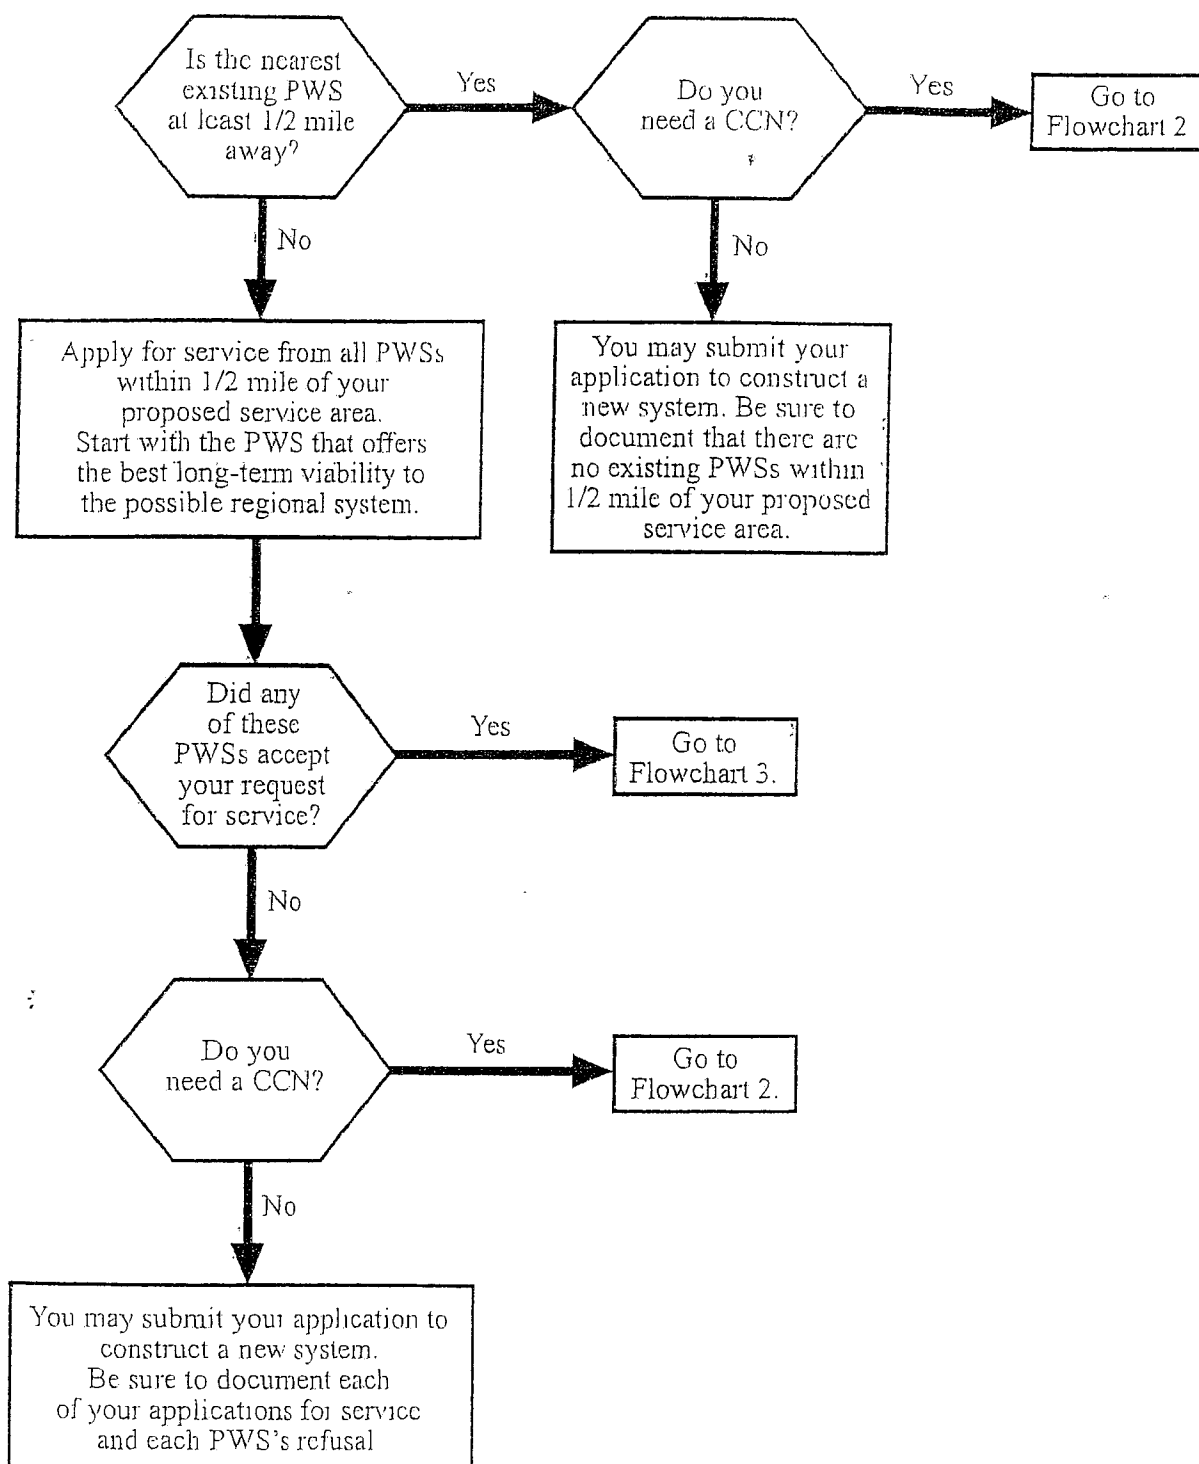 Is the nearest
existing PWS
at least 1/2 mile
away?
Yes
Do you
need a CCN?
Yes
Go to
Flowchart 2
No
No
Apply for service from all PWSs
within 1/2 mile of your
proposed service area.
Start with the PWS that offers
the best long-term viability to
the possible regional system.
You may submit your
application to construct a
new system. Be sure to
document that there are
no existing PWSs within
1/2 mile of your proposed
service area.
Did any
of these
PWSs accept
your request
for service?
Yes
Go to
Flowchart 3.
No
Do you
need a CCN?
Yes
Go to
Flowchart 2.
No
You may submit your application to
construct a new system.
Be sure to document each
of your applications for service
and each PWS's refusal